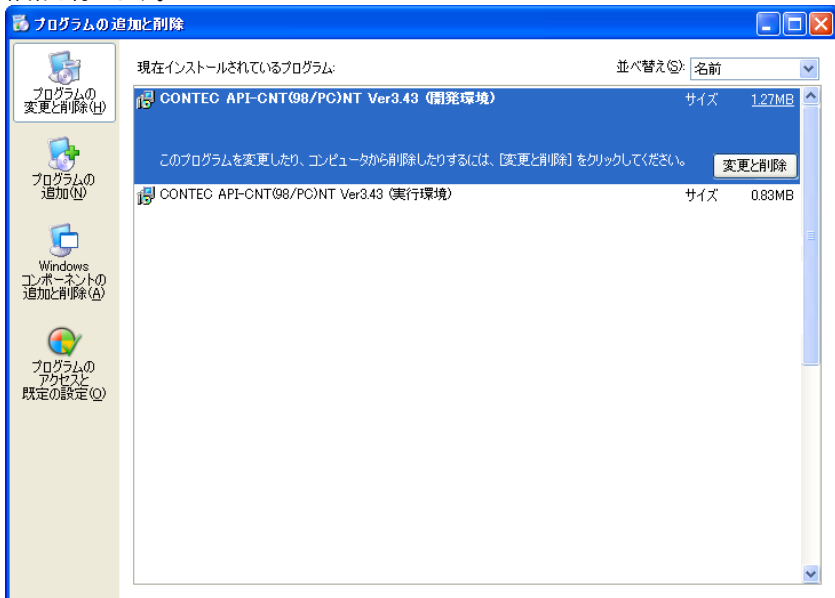 プログラムの追加と削除
プログラムの
変更と削除(H)
現在インストールされているプログラム:
並べ替え(S):
名前
CONTEC API-CNT(98/PC)NT Ver3.43 (開発環境)
サイズ
1.27MB
このプログラムを変更したり、コンピュータから削除したりするには、[変更と削除] をクリックしてください。
変更と削除
CONTEC API-CNT(98/PC)NT Ver3.43 (実行環境)
サイズ
0.83MB
プログラムの
追加(N)
Windows
コンポーネントの
追加と削除(A)
プログラムの
アクセスと
既定の設定(O)